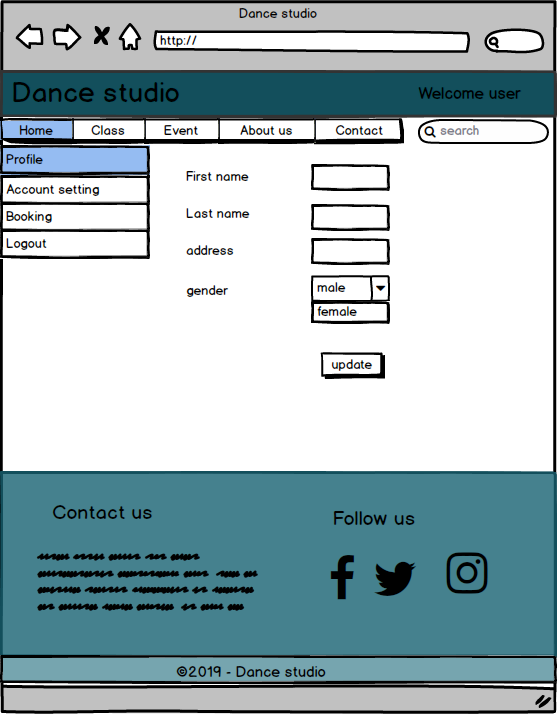 Dance studio
http://
Dance studio
Welcome user
Home Class Event About us Contact
search
Profile
Account setting
Booking
Logout
First name
Last name
address
gender
male
female
update
Contact us
Follow us
©2019 - Dance studio